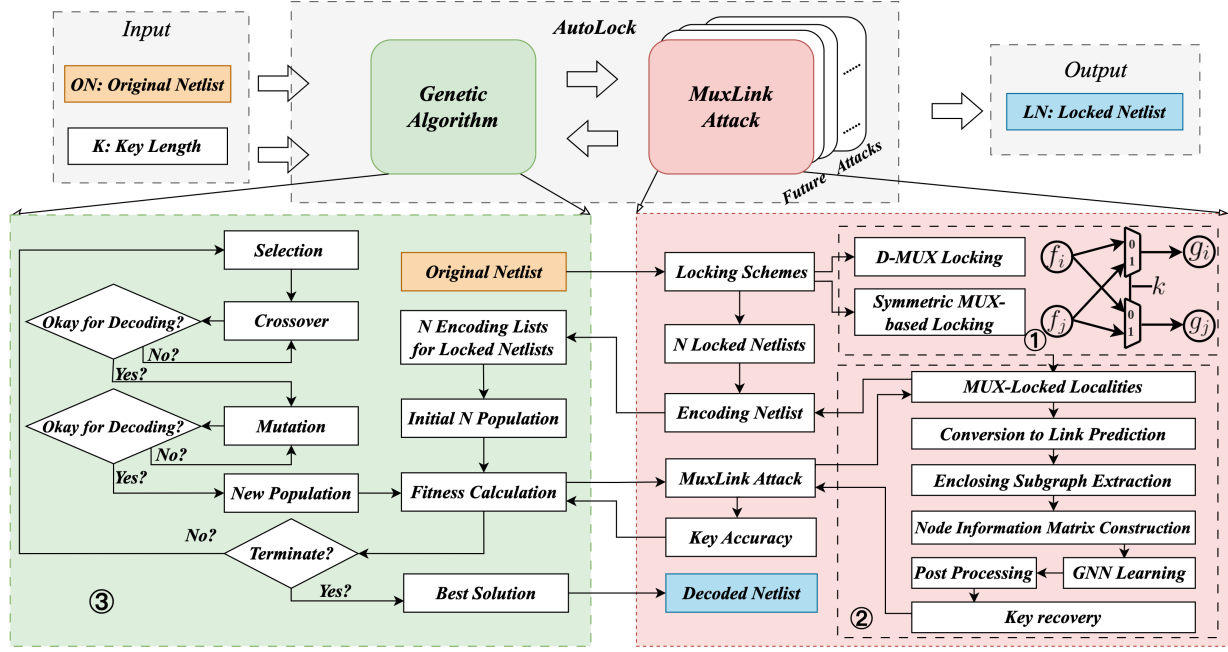 Input
ON: Original Netlist
K: Key Length
AutoLock
Genetic
Algorithm
MuxLink
Attack
......
......
Future Attacks
Output
LN: Locked Netlist
Selection
Crossover
Okay for Decoding?
No?
Yes?
Mutation
Okay for Decoding?
No?
Yes?
New Population
No?
Terminate?
Yes?
③
Original Netlist
N Encoding Lists
for Locked Netlists
Initial N Population
Fitness Calculation
Best Solution
Locking Schemes
N Locked Netlists
Encoding Netlist
MuxLink Attack
Key Accuracy
Decoded Netlist
D-MUX Locking
Symmetric MUX-
based Locking
①
f_i
f_j
0
1
0
1
k
g_i
g_j
MUX-Locked Localities
Conversion to Link Prediction
Enclosing Subgraph Extraction
Node Information Matrix Construction
Post Processing
GNN Learning
Key recovery
②